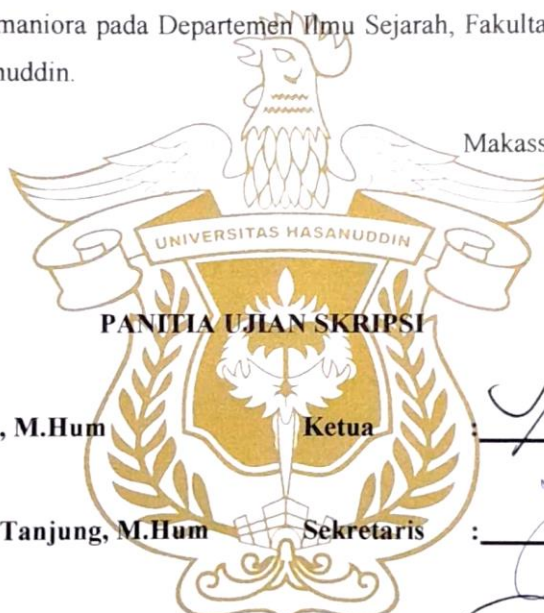 maniora pada Departemen Ilmu Sejarah, Fakulta
nuddin.
Makass
UNIVERSITAS HASANUDDIN
PANITIA UJIAN SKRIPSI
, M.Hum Ketua :
Tanjung, M.Hum Sekretaris :